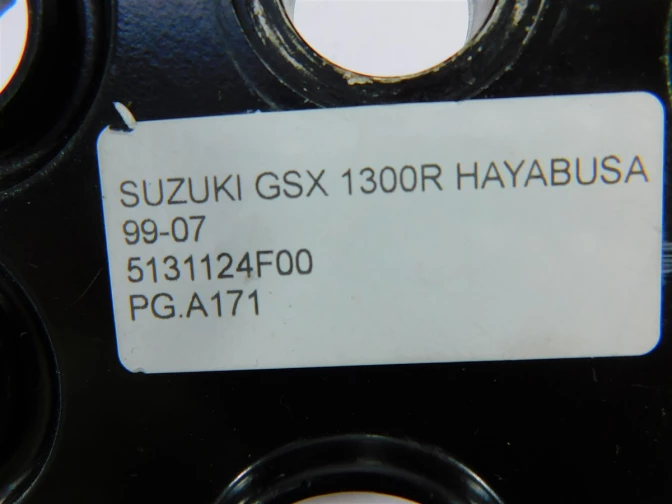 SUZUKI GSX 1300R HAYABUSA
99-07
5131124F00
PG.A171